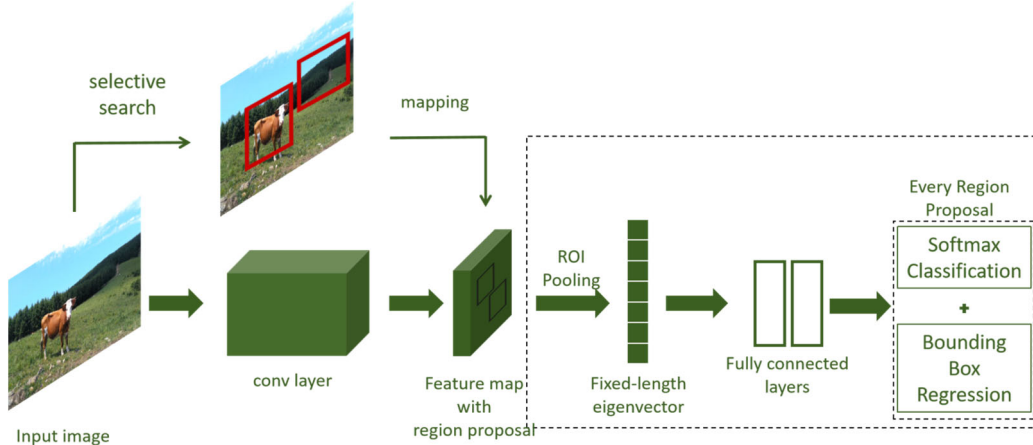 selective
search
mapping
Every Region
Proposal
Softmax
Classification
+
Bounding
Box
Regression
ROI
Pooling
conv layer
Feature map
with
region proposal
Fixed-length
eigenvector
Fully connected
layers
Input image